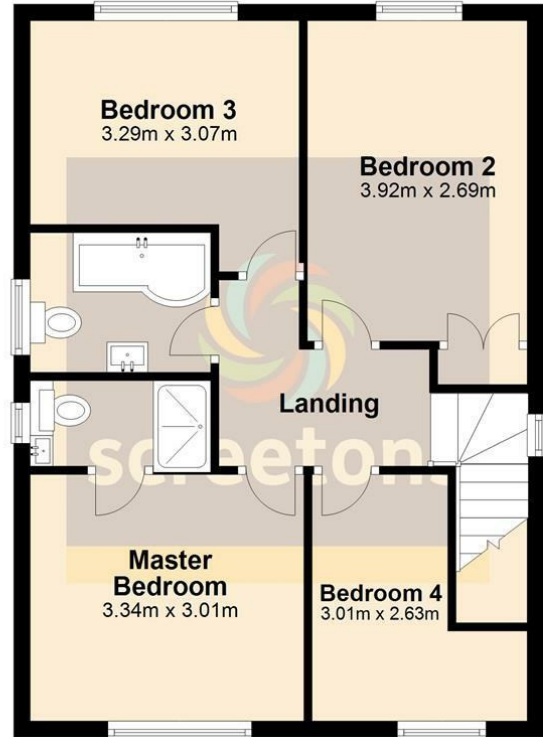 Bedroom 3
3.29m x 3.07m
Bedroom 2
3.92m x 2.69m
Landing
screetons
Master
Bedroom
3.34m x 3.01m
Bedroom 4
3.01m x 2.63m